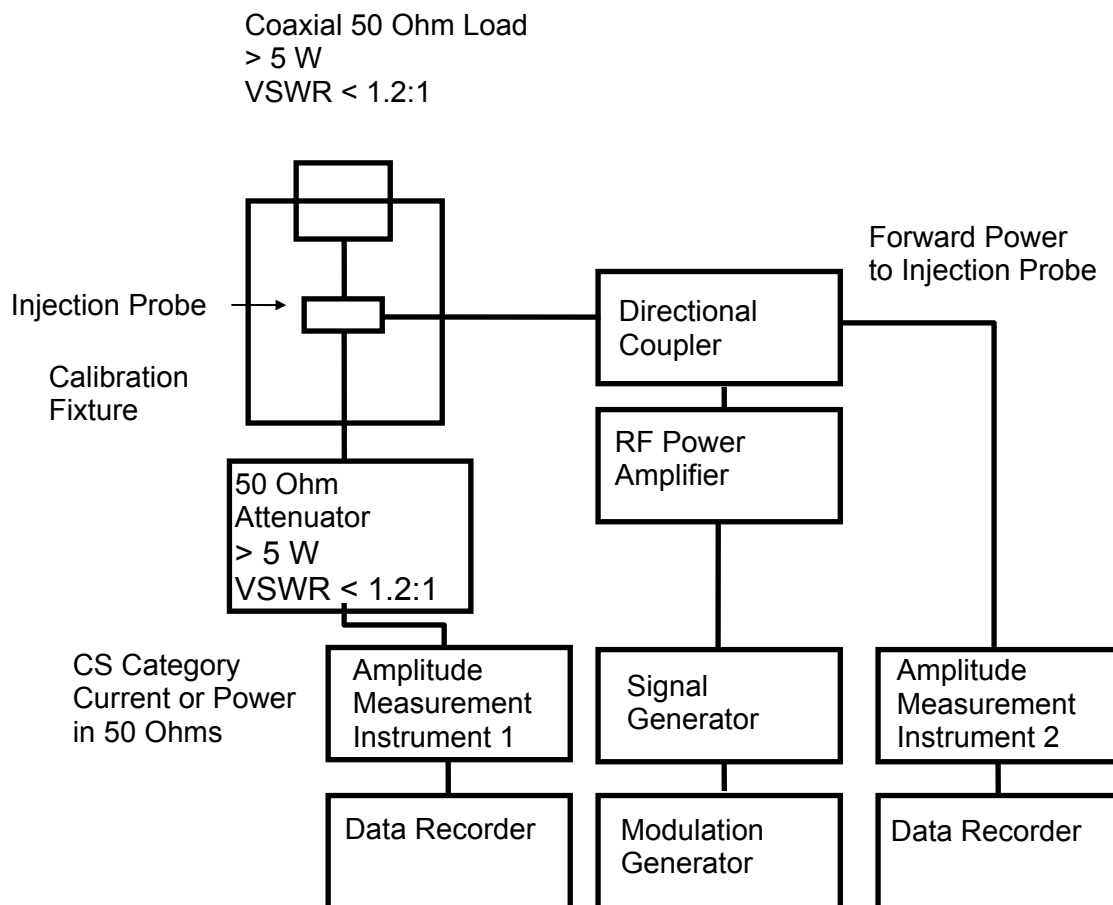 Coaxial 50 Ohm Load
> 5 W
VSWR < 1.2:1
Forward Power
to Injection Probe
Injection Probe
Directional
Coupler
Calibration
Fixture
RF Power
Amplifier
50 Ohm
Attenuator
> 5 W
VSWR < 1.2:1
CS Category
Current or Power
in 50 Ohms
Amplitude
Measurement
Instrument 1
Signal
Generator
Amplitude
Measurement
Instrument 2
Data Recorder
Modulation
Generator
Data Recorder